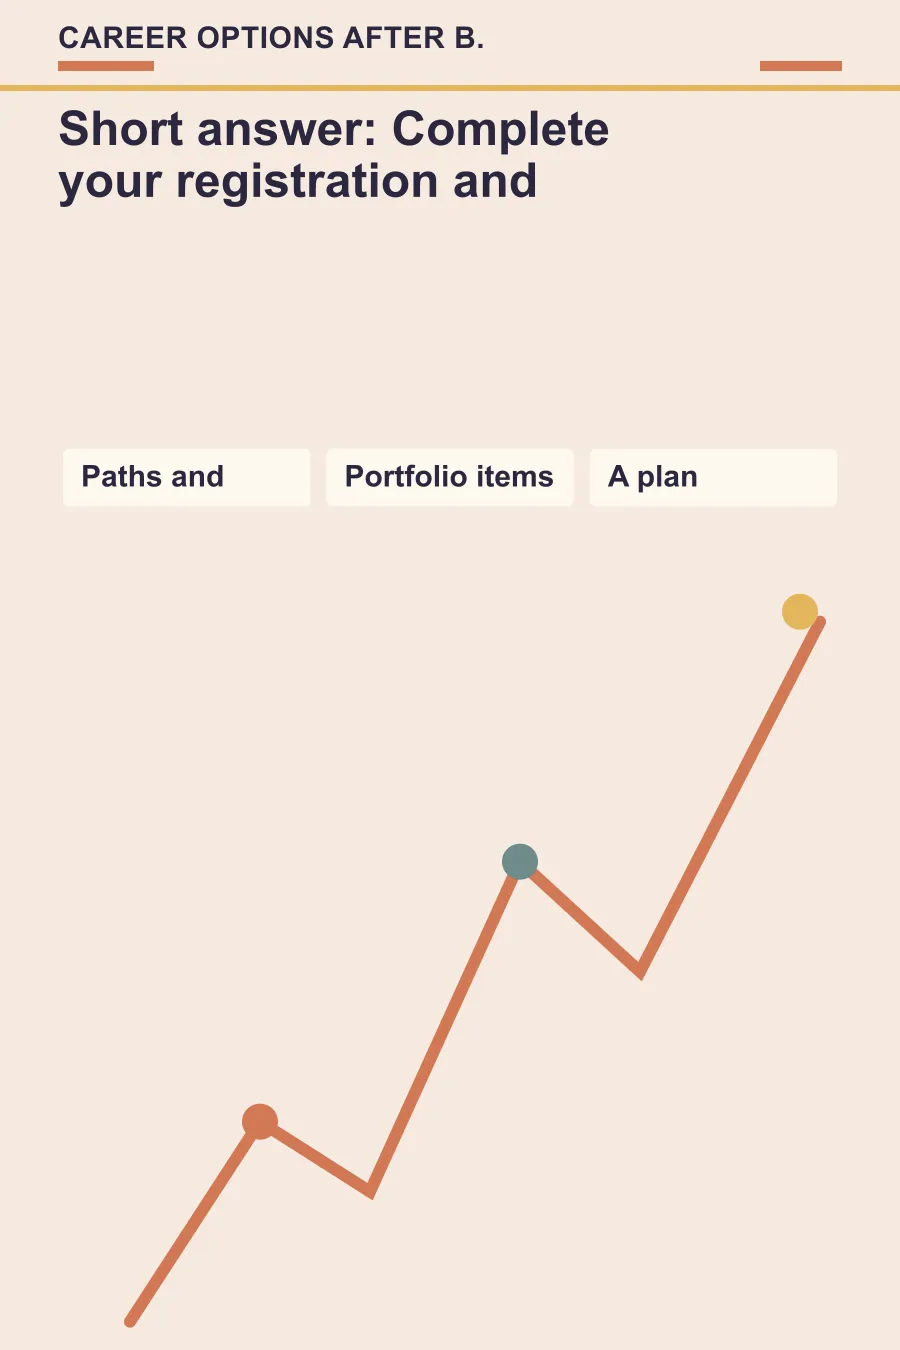 CAREER OPTIONS AFTER B.
Short answer: Complete
your registration and
Paths and
Portfolio items
A plan